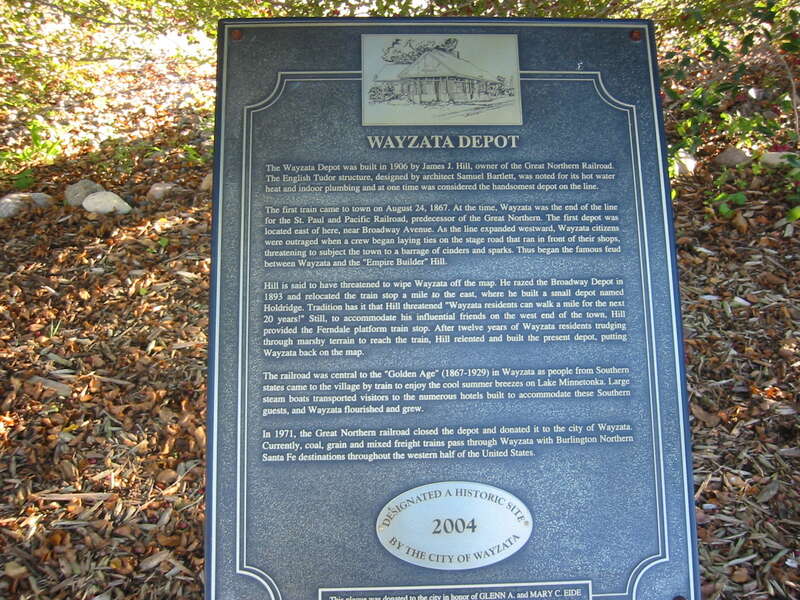 WAYZATA DEPOT
The Wayzata Depot was built in 1906 by James J. Hill, owner of the Great Northern Railroad.
The English Tudor structure, designed by architect Samuel Bartlett, was noted for its hot water
heat and indoor plumbing and at one time was considered the handsomest depot on the line.
The first train came to town on August 24, 1867. At the time, Wayzata was the end of the line
for the St. Paul and Pacific Railroad, predecessor of the Great Northern. The first depot was
located east of here, near Broadway Avenue. As the line expanded westward, Wayzata citizens
were outraged when a crew began laying ties on the stage road that ran in front of their shops,
threatening to subject the town to a barrage of cinders and sparks. Thus began the famous feud
between Wayzata and the "Empire Builder" Hill.
Hill is said to have threatened to wipe Wayzata off the map. He razed the Broadway Depot in
1893 and relocated the train stop a mile to the east, where he built a small depot named
Holdridge. Tradition has it that Hill threatened "Wayzata residents can walk a mile for the next
20 years!" Still, to accommodate his influential friends on the west end of the town, Hill
provided the Ferndale platform train stop. After twelve years of Wayzata residents trudging
through marshy terrain to reach the train, Hill relented and built the present depot, putting
Wayzata back on the map.
The railroad was central to the "Golden Age" (1867-1929) in Wayzata as people from Southern
states came to the village by train to enjoy the cool summer breezes on Lake Minnetonka. Large
steam boats transported visitors to the numerous hotels built to accommodate these Southern
guests, and Wayzata flourished and grew.
In 1971, the Great Northern railroad closed the depot and donated it to the city of Wayzata.
Currently, coal, grain and mixed freight trains pass through Wayzata with Burlington Northern
Santa Fe destinations throughout the western half of the United States.
DESIGNATED A HISTORIC SITE
2004
BY THE CITY OF WAYZATA
This plaque was donated to the city in honor of GLENN A. and MARY C. EIDE